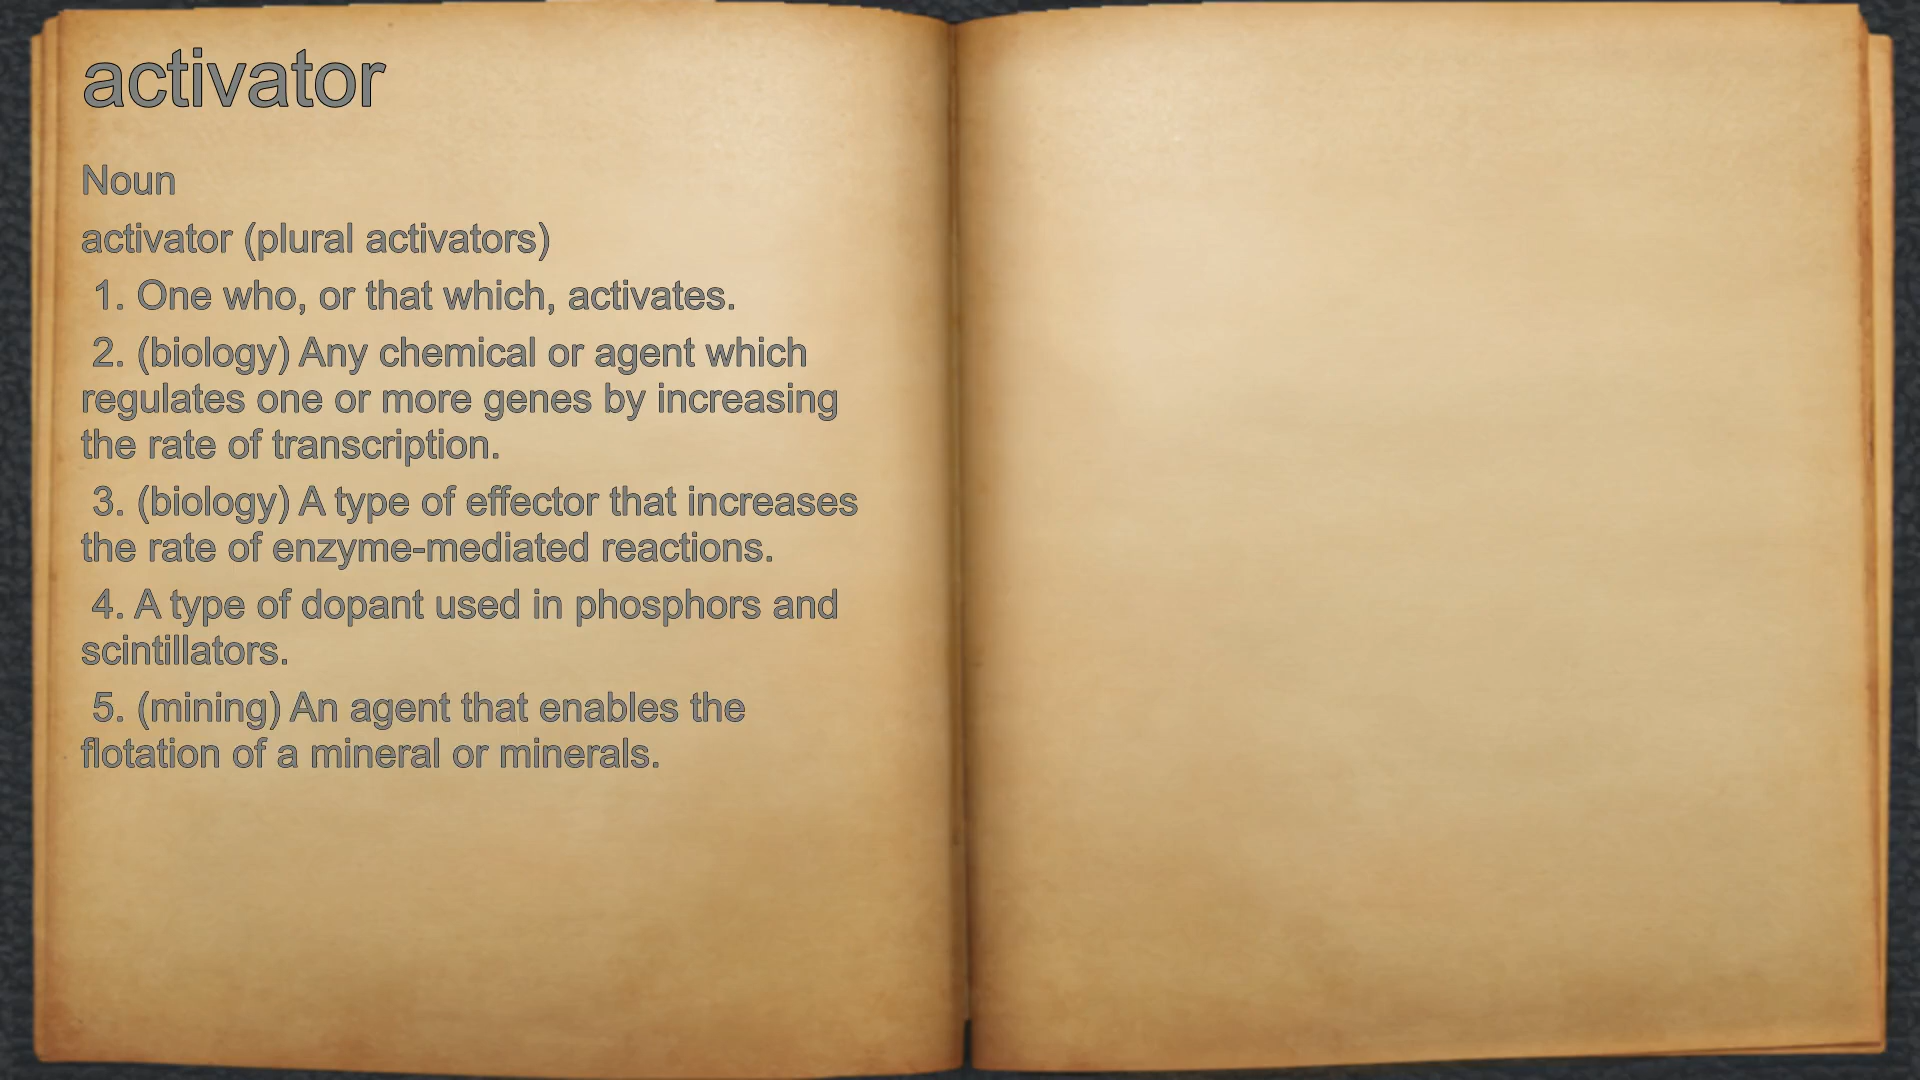 activator
Noun
activator (plural activators)
1. One who, or that which, activates.
2. (biology) Any chemical or agent which
regulates one or more genes by increasing
the rate of transcription.
3. (biology) A type of effector that increases
the rate of enzyme-mediated reactions.
4. A type of dopant used in phosphors and
scintillators.
5. (mining) An agent that enables the
flotation of a mineral or minerals.